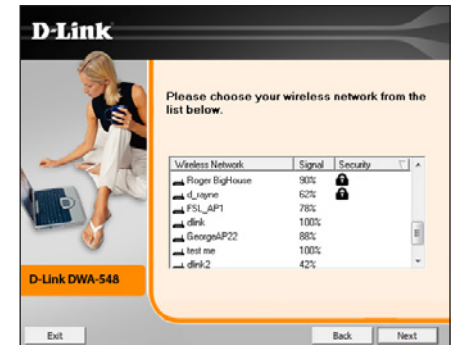 D-Link
Please choose your wireless network from the
list below.
Wireless Network Signal Security
Roger BigHouse 90%
d_rayne 62%
FSL_AP1 78%
dlink 100%
GeorgeAP22 88%
test me 100%
dlink2 42%
D-Link DWA-548
Exit Back Next